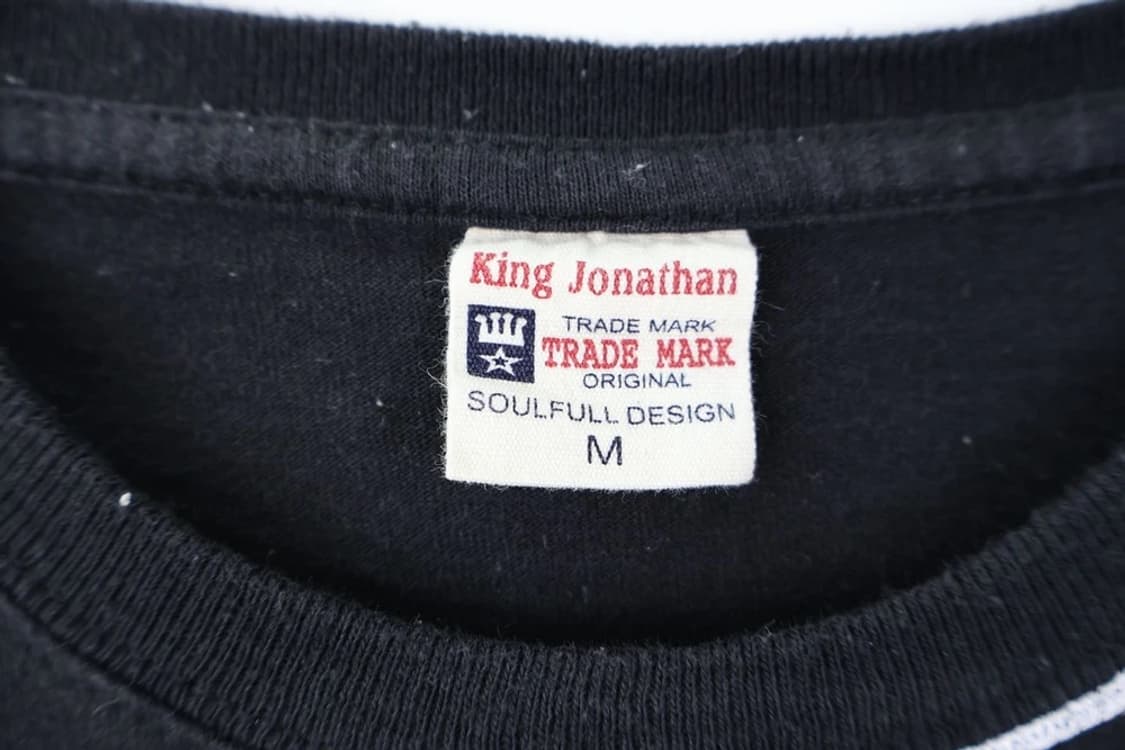 King Jonathan
TRADE MARK
TRADE MARK
ORIGINAL
SOULFULL DESIGN
M